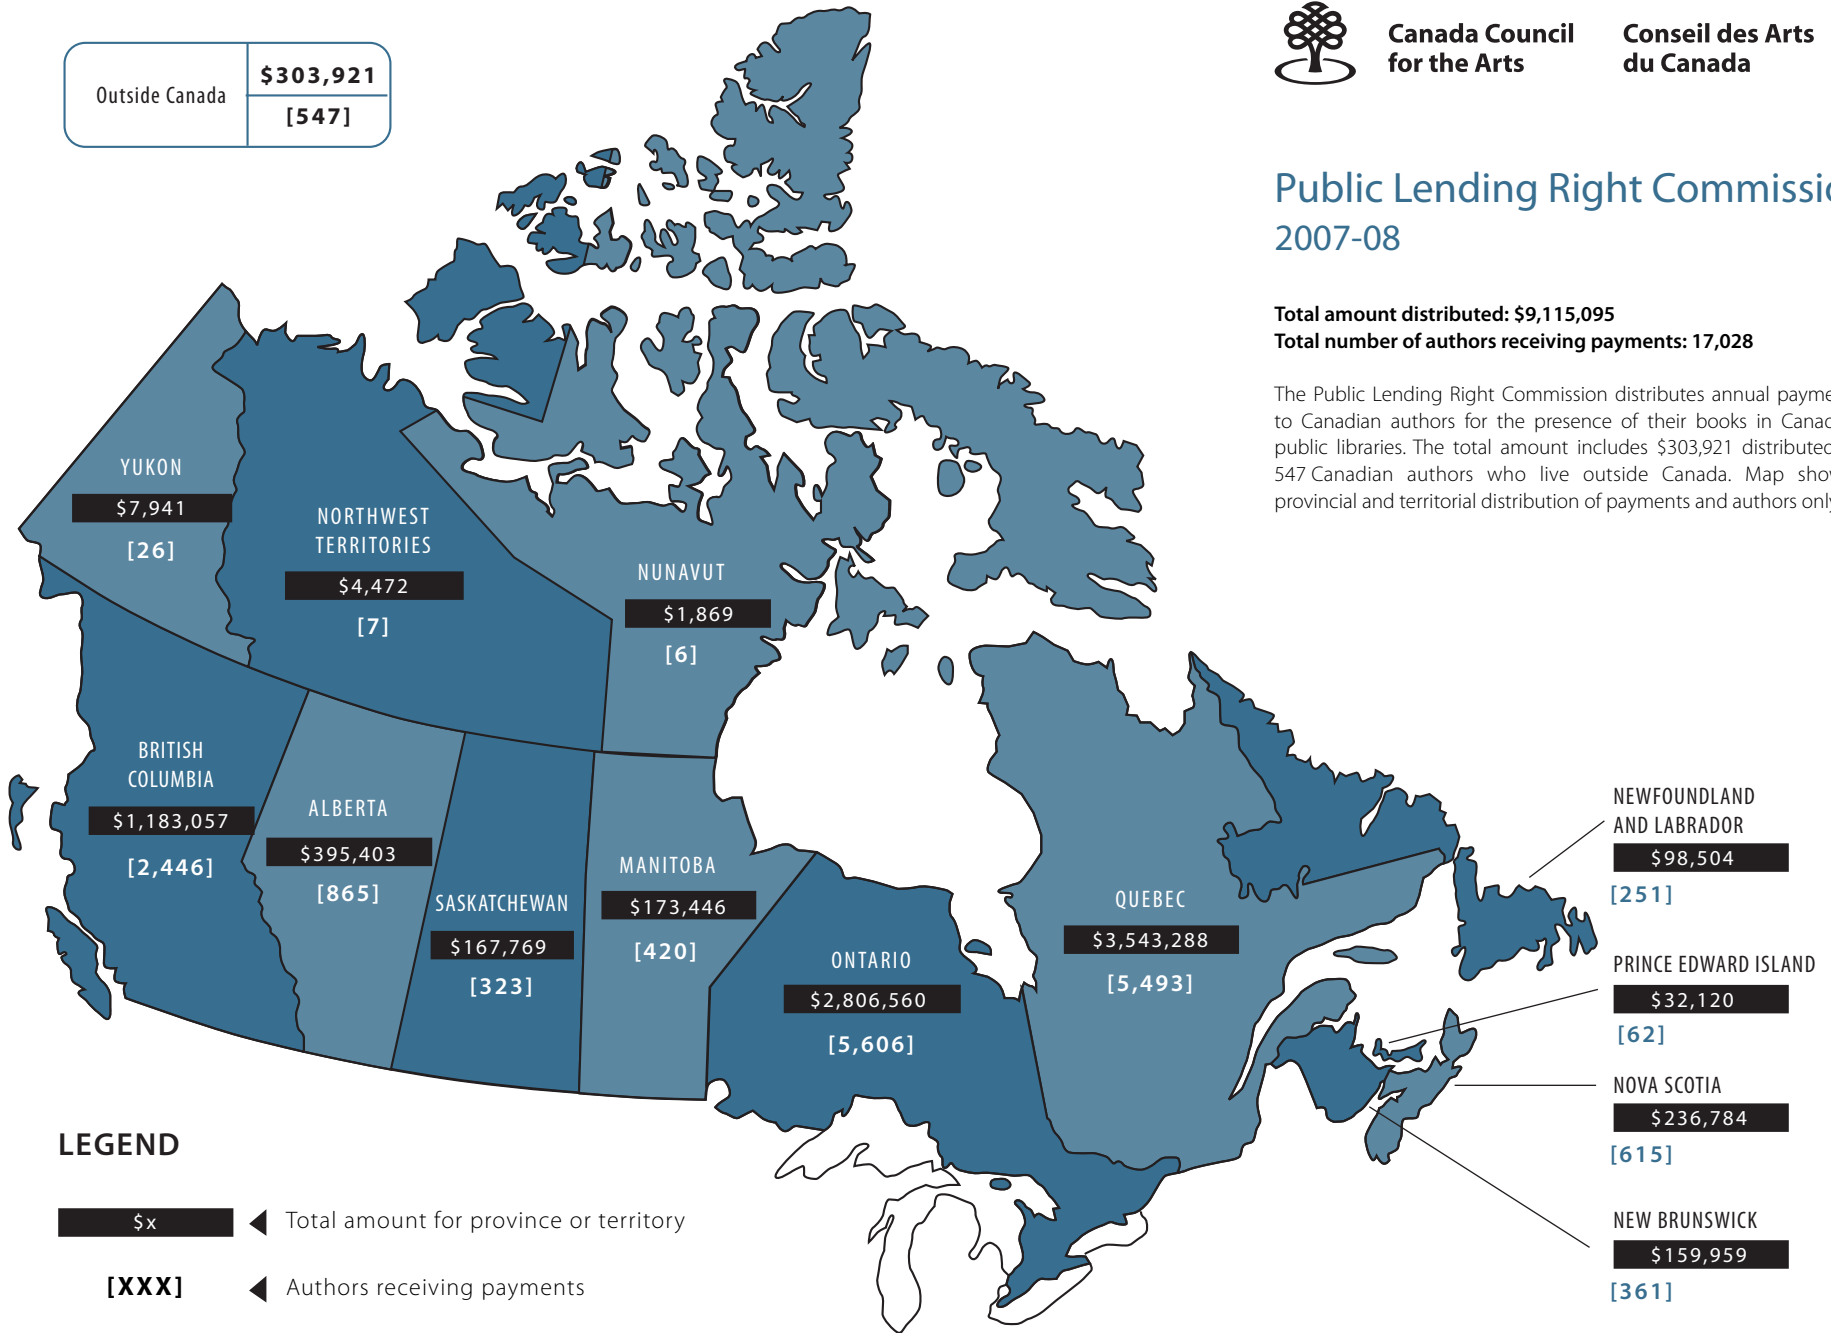 Outside Canada
$303,921
[547]
Canada Council
for the Arts
Conseil des Arts
du Canada
Public Lending Right
2007-08
Total amount distributed: $9,115,095
Total number of authors receiving payments: 17,028
The Public Lending Right Commission distributes annual
to Canadian authors for the presence of their books in
public libraries. The total amount includes $303,921 distributed
547 Canadian authors who live outside Canada. Map
provincial and territorial distribution of payments and authors only
YUKON
$7,941
[26]
NORTHWEST
TERRITORIES
$4,472
[7]
NUNAVUT
$1,869
[6]
BRITISH
COLUMBIA
$1,183,057
[2,446]
ALBERTA
$395,403
[865]
SASKATCHEWAN
$167,769
[323]
MANITOBA
$173,446
[420]
ONTARIO
$2,806,560
[5,606]
QUEBEC
$3,543,288
[5,493]
NEWFOUNDLAND
AND LABRADOR
$98,504
[251]
PRINCE EDWARD ISLAND
$32,120
[62]
NOVA SCOTIA
$236,784
[615]
NEW BRUNSWICK
$159,959
[361]
LEGEND
$x
Total amount for province or territory
[XXX]
Authors receiving payments